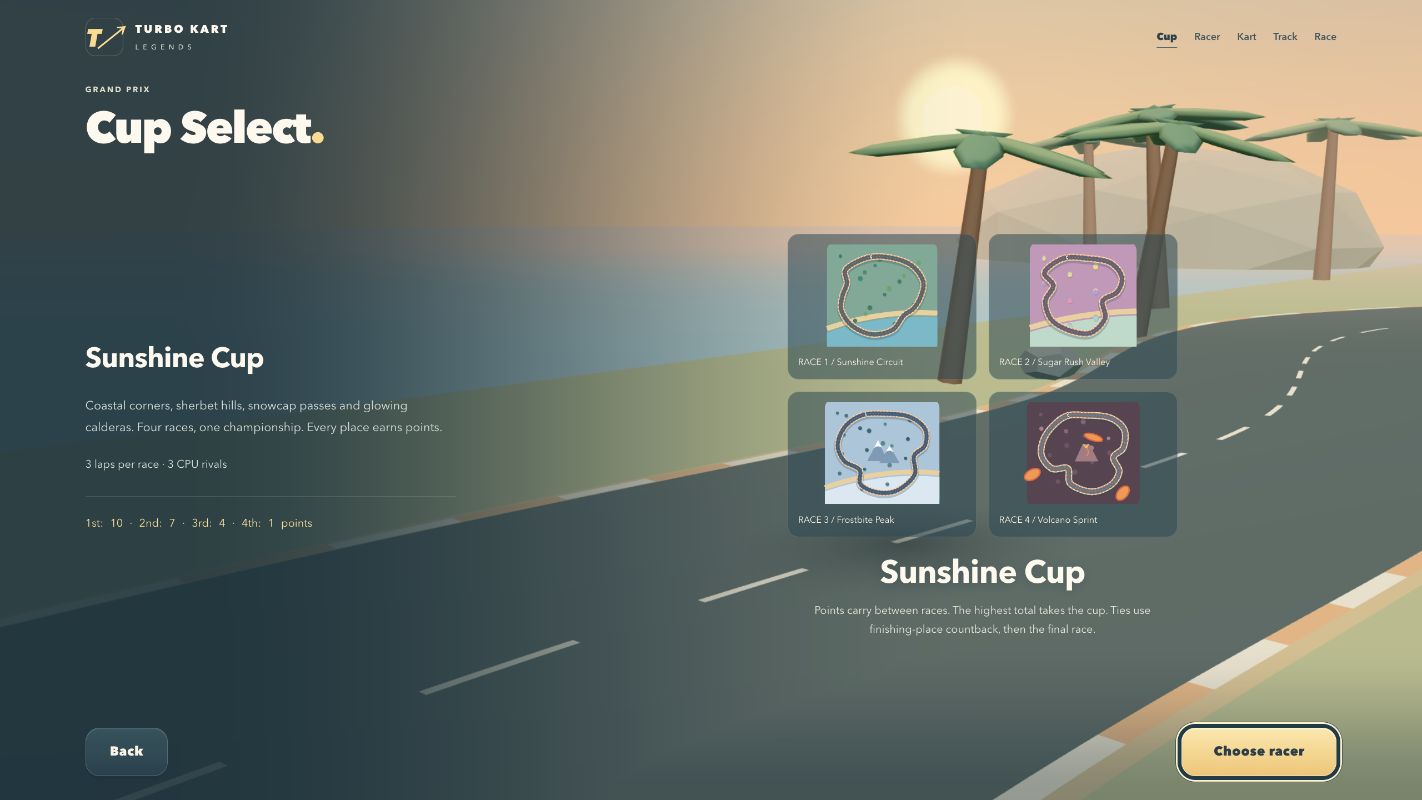 TURBO KART
LEGENDS
Cup Racer Kart Track Race
GRAND PRIX
Cup Select.
Sunshine Cup
Coastal corners, sherbet hills, snowcap passes and glowing
calderas. Four races, one championship. Every place earns points.
3 laps per race · 3 CPU rivals
1st: 10 · 2nd: 7 · 3rd: 4 · 4th: 1 points
RACE 1 / Sunshine Circuit
RACE 2 / Sugar Rush Valley
RACE 3 / Frostbite Peak
RACE 4 / Volcano Sprint
Sunshine Cup
Points carry between races. The highest total takes the cup. Ties use
finishing-place countback, then the final race.
Back
Choose racer